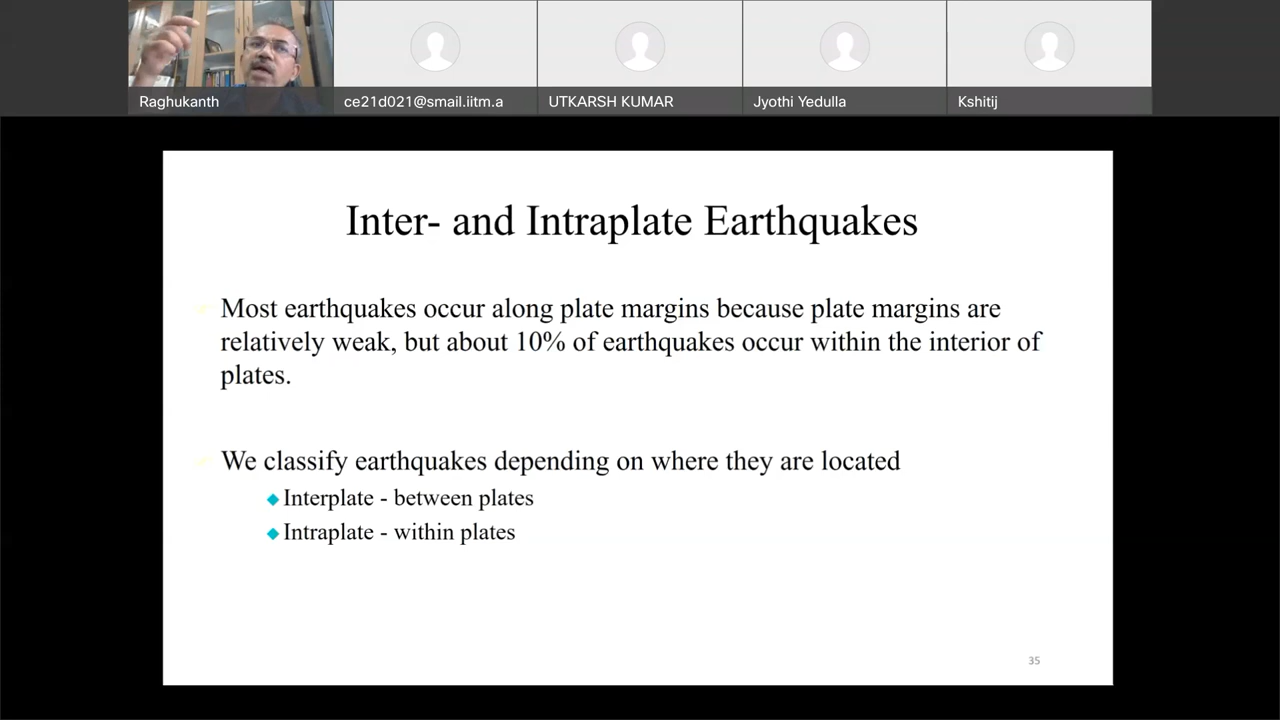 Raghukanth
ce21d021@smail.iitm.a
UTKARSH KUMAR
Jyothi Yedulla
Kshitij
Inter- and Intraplate Earthquakes
Most earthquakes occur along plate margins because plate margins are
relatively weak, but about 10% of earthquakes occur within the interior of
plates.
We classify earthquakes depending on where they are located
Interplate - between plates
Intraplate - within plates
35